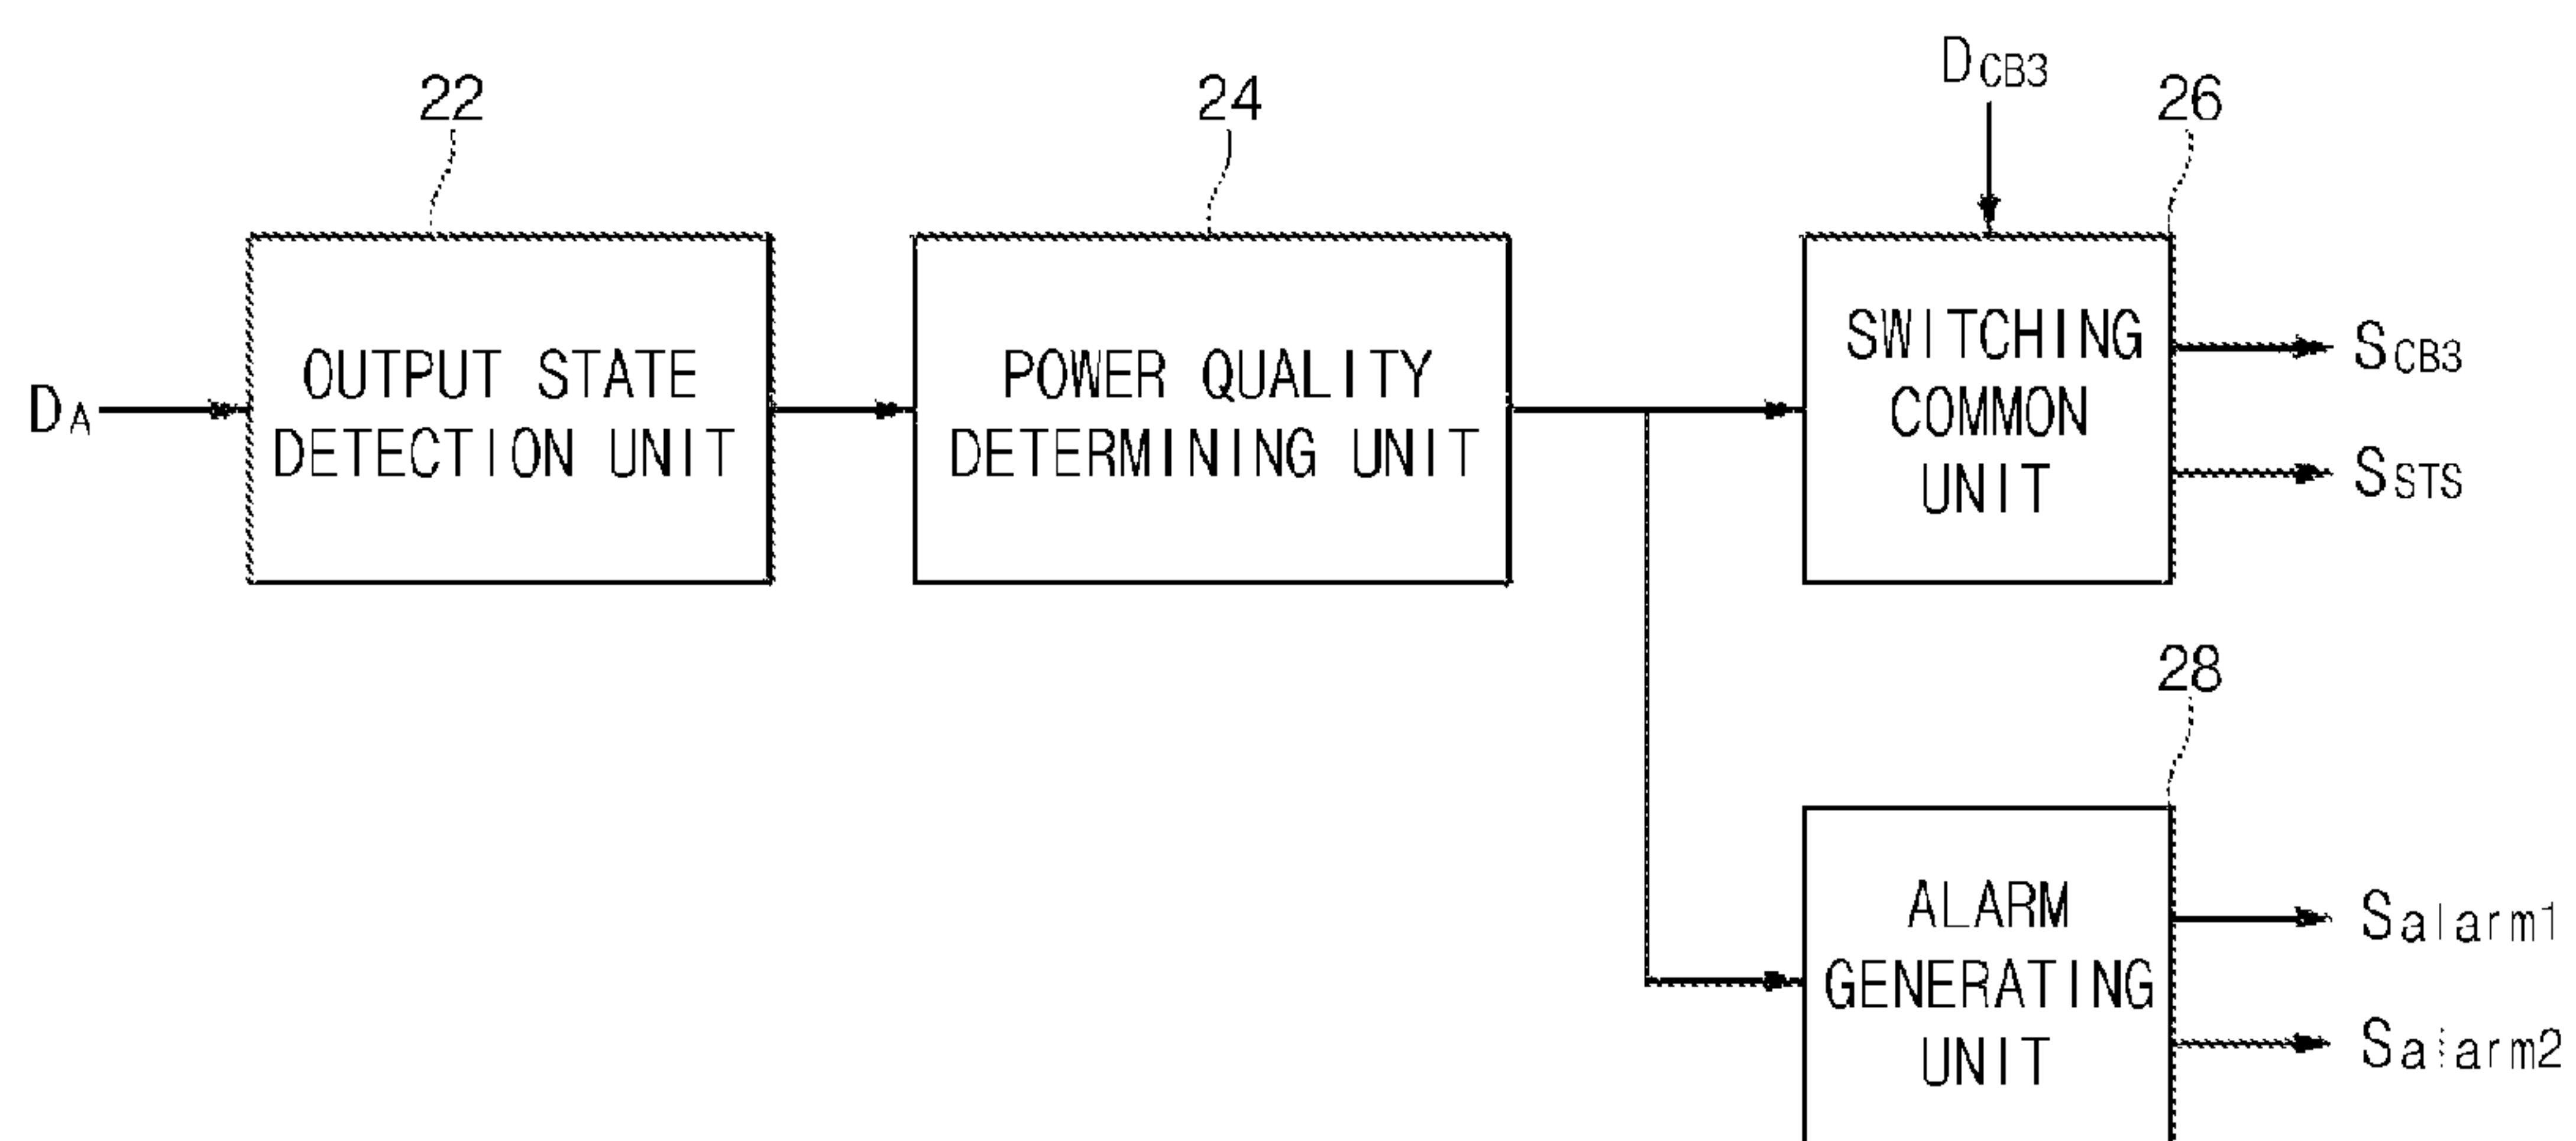 22
24
DCB3
26
DA
OUTPUT STATE
DETECTION UNIT
POWER QUALITY
DETERMINING UNIT
SWITCHING
COMMON
UNIT
SCB3
SSTS
28
ALARM
GENERATING
UNIT
Salarm1
Salarm2